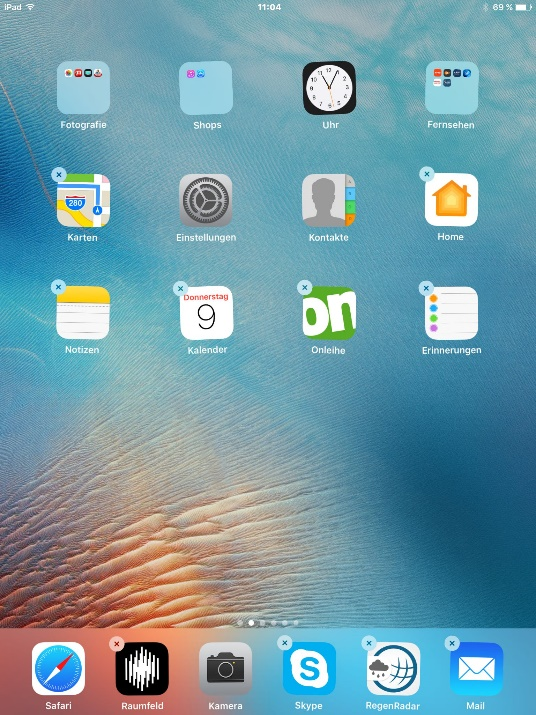 iPad
11:04
69 %
Fotografie
Shops
Uhr
Fernsehen
280
Karten
Einstellungen
Kontakte
Home
Donnerstag
9
on
Notizen
Kalender
Onleihe
Erinnerungen
Safari
Raumfeld
Kamera
Skype
RegenRadar
Mail